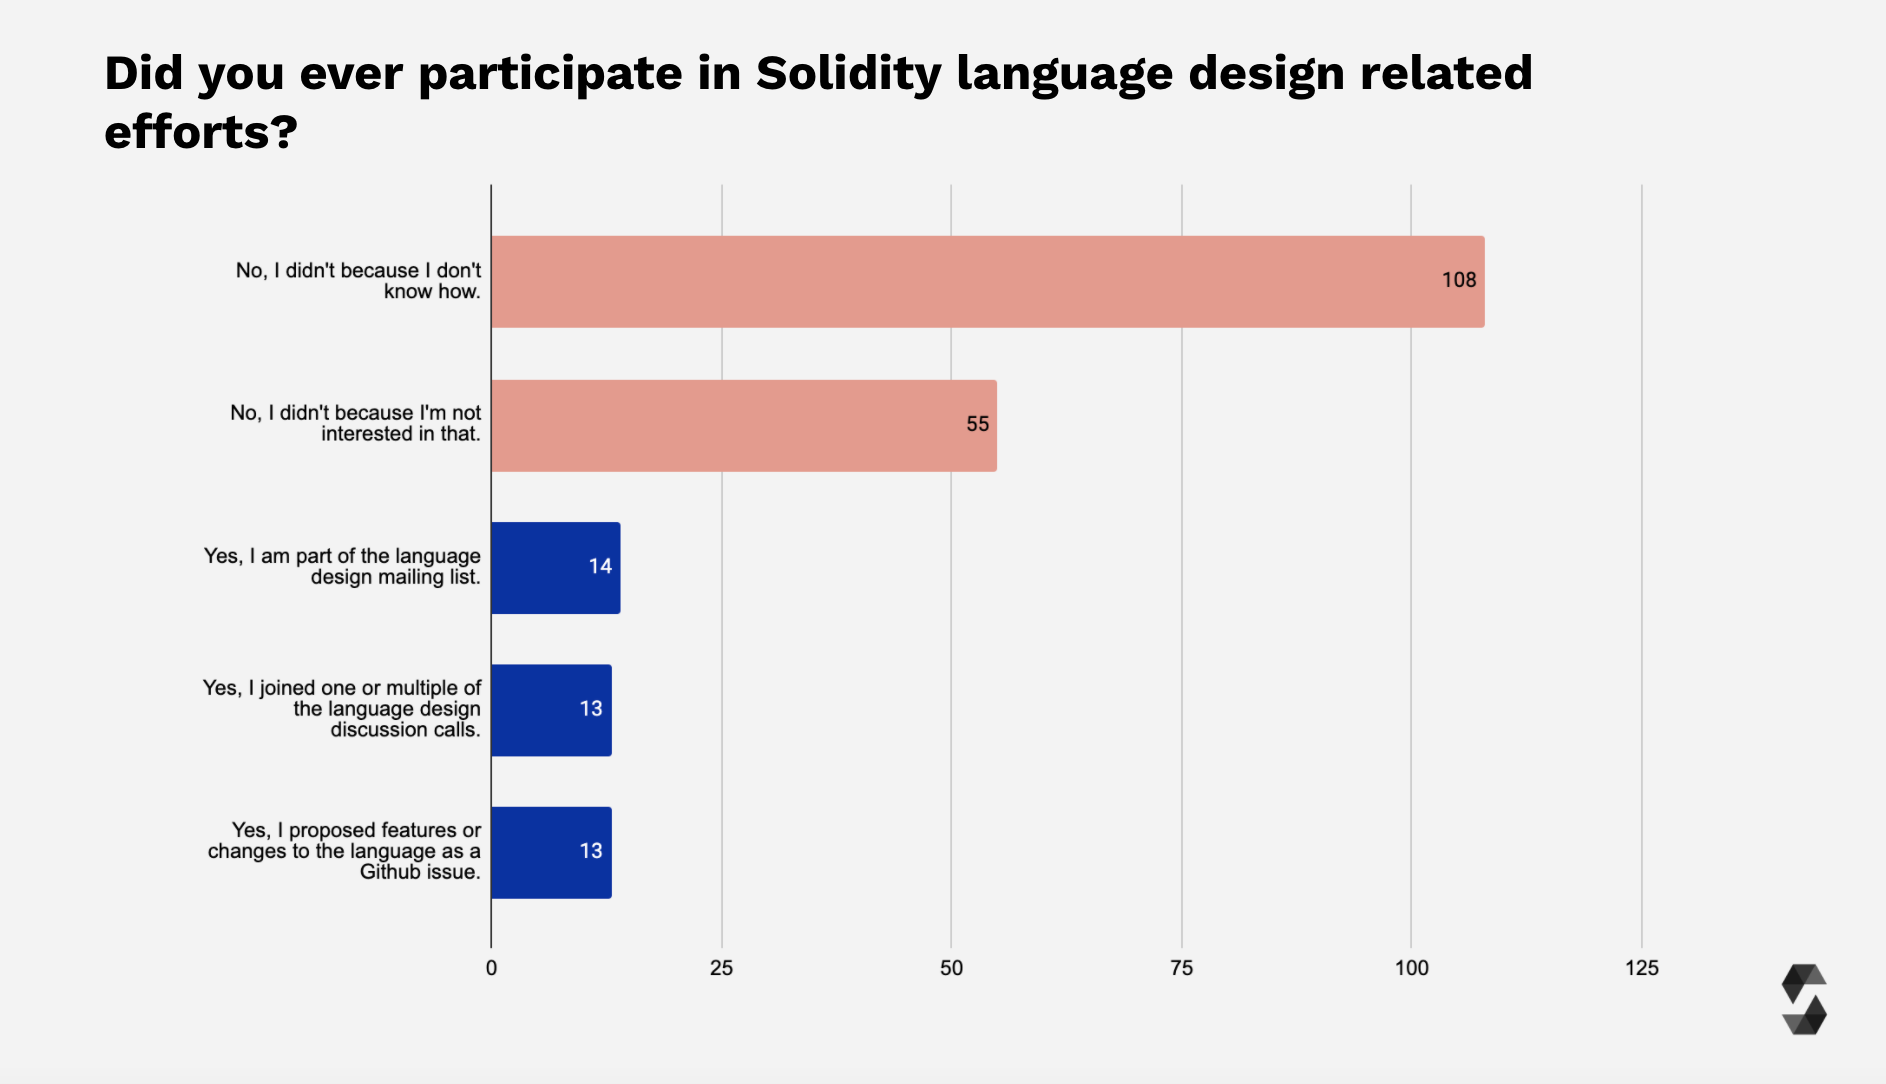 Did you ever participate in Solidity language design related
efforts?
No, I didn't because I don't
know how.
108
No, I didn't because I'm not
interested in that.
55
Yes, I am part of the language
design mailing list.
14
Yes, I joined one or multiple of
the language design
discussion calls.
13
Yes, I proposed features or
changes to the language as a
Github issue.
13
0 25 50 75 100 125